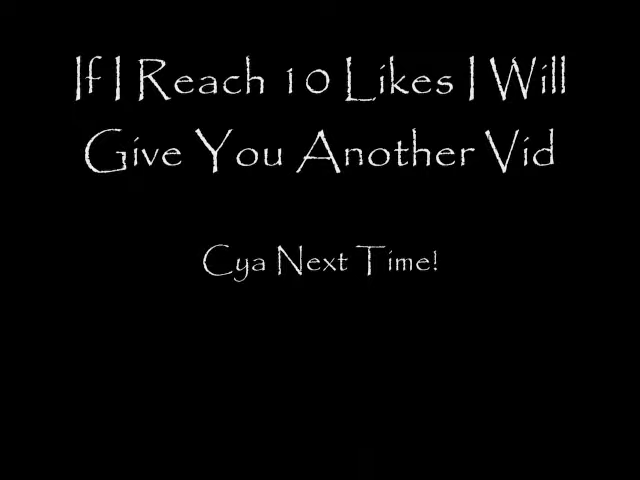 If I Reach 10 Likes I Will
Give You Another Vid
Cya Next Time!